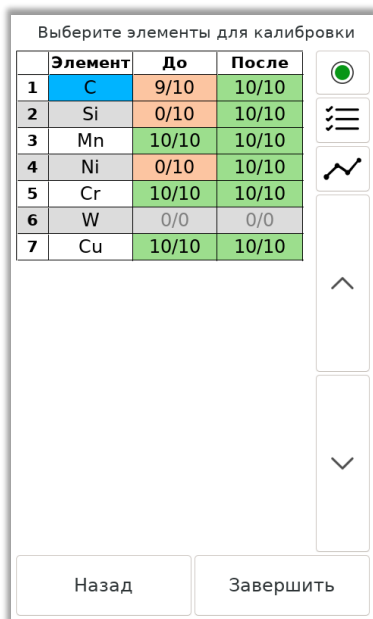 Выберите элементы для калибровки
Элемент До После
1 C 9/10 10/10
2 Si 0/10 10/10
3 Mn 10/10 10/10
4 Ni 0/10 10/10
5 Cr 10/10 10/10
6 W 0/0 0/0
7 Cu 10/10 10/10
Назад Завершить